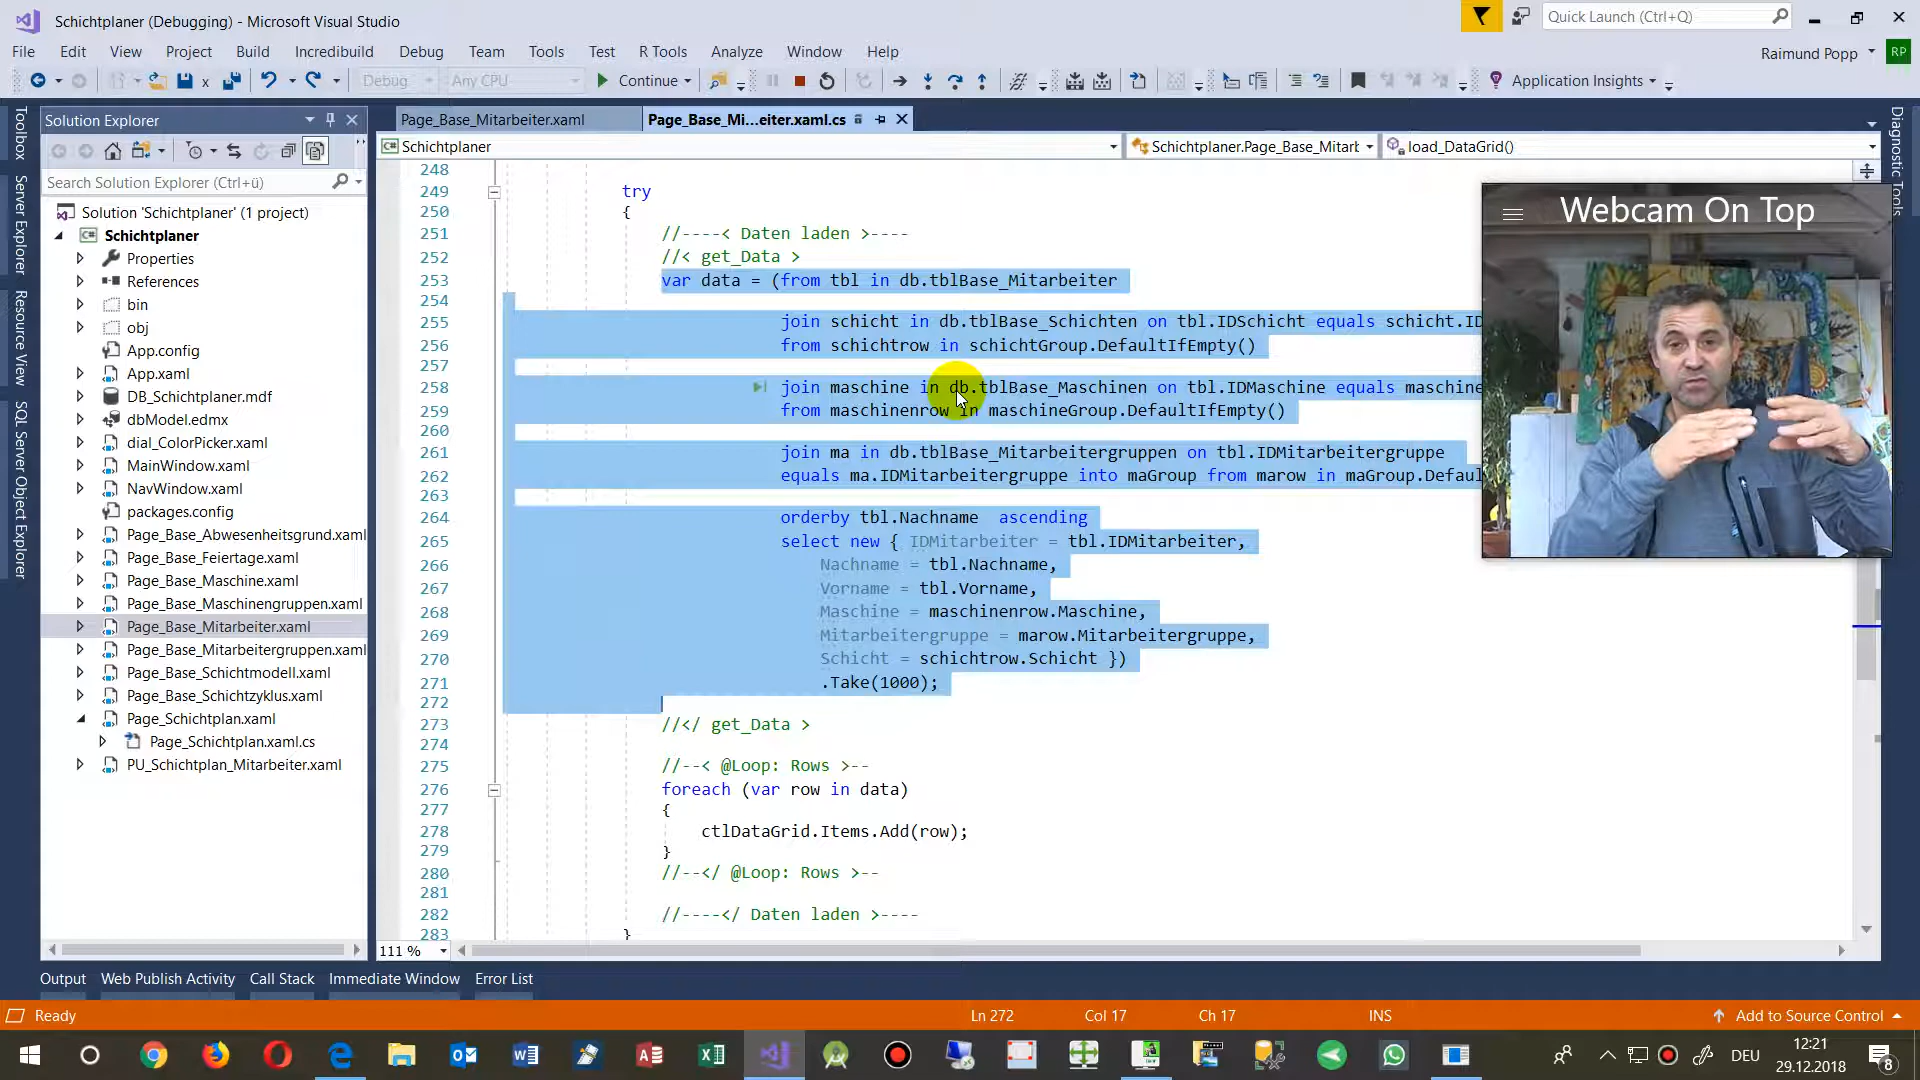 Schichtplaner (Debugging) - Microsoft Visual Studio
Quick Launch (Ctrl+Q)
File Edit View Project Build Incredibuild Debug Team Tools Test R Tools Analyze Window Help
Raimund Popp RP
Debug Any CPU Continue Application Insights
Toolbox
Server Explorer
Resource View
SQL Server Object Explorer
Solution Explorer
Search Solution Explorer (Ctrl+ü)
Solution 'Schichtplaner' (1 project)
Schichtplaner
Properties
References
bin
obj
App.config
App.xaml
DB_Schichtplaner.mdf
dbModel.edmx
dial_ColorPicker.xaml
MainWindow.xaml
NavWindow.xaml
packages.config
Page_Base_Abwesenheitsgrund.xaml
Page_Base_Feiertage.xaml
Page_Base_Maschine.xaml
Page_Base_Maschinengruppen.xaml
Page_Base_Mitarbeiter.xaml
Page_Base_Mitarbeitergruppen.xaml
Page_Base_Schichtmodell.xaml
Page_Base_Schichtzyklus.xaml
Page_Schichtplan.xaml
Page_Schichtplan.xaml.cs
PU_Schichtplan_Mitarbeiter.xaml
Page_Base_Mitarbeiter.xaml Page_Base_Mi...eiter.xaml.cs
Schichtplaner Schichtplaner.Page_Base_Mitart load_DataGrid()
248
249 try
250 {
251 //----< Daten laden >----
252 //< get_Data >
253 var data = (from tbl in db.tblBase_Mitarbeiter
254
255 join schicht in db.tblBase_Schichten on tbl.IDSchicht equals schicht.ID
256 from schichtrow in schichtGroup.DefaultIfEmpty()
257
258 join maschine in db.tblBase_Maschinen on tbl.IDMaschine equals maschine
259 from maschinenrow in maschineGroup.DefaultIfEmpty()
260
261 join ma in db.tblBase_Mitarbeitergruppen on tbl.IDMitarbeitergruppe
262 equals ma.IDMitarbeitergruppe into maGroup from marow in maGroup.Defaul
263
264 orderby tbl.Nachname ascending
265 select new { IDMitarbeiter = tbl.IDMitarbeiter,
266 Nachname = tbl.Nachname,
267 Vorname = tbl.Vorname,
268 Maschine = maschinenrow.Maschine,
269 Mitarbeitergruppe = marow.Mitarbeitergruppe,
270 Schicht = schichtrow.Schicht })
271 .Take(1000);
272
273 //</ get_Data >
274
275 //--< @Loop: Rows >--
276 foreach (var row in data)
277 {
278 ctlDataGrid.Items.Add(row);
279 }
280 //--</ @Loop: Rows >--
281
282 //----</ Daten laden >----
283 }
Webcam On Top
Diagnostic Tools
111 %
Output Web Publish Activity Call Stack Immediate Window Error List
Ready Ln 272 Col 17 Ch 17 INS Add to Source Control
DEU 12:21
29.12.2018 8